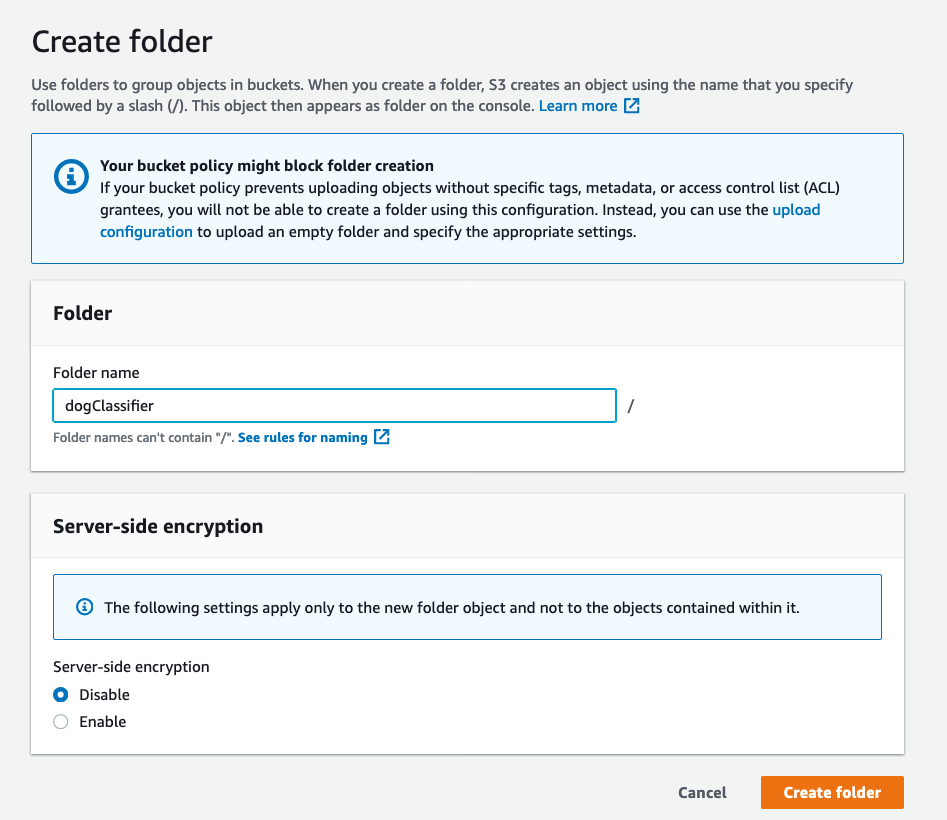 Create folder
Use folders to group objects in buckets. When you create a folder, S3 creates an object using the name that you specify
followed by a slash (/). This object then appears as folder on the console. Learn more
Your bucket policy might block folder creation
If your bucket policy prevents uploading objects without specific tags, metadata, or access control list (ACL)
grantees, you will not be able to create a folder using this configuration. Instead, you can use the upload
configuration to upload an empty folder and specify the appropriate settings.
Folder
Folder name
dogClassifier /
Folder names can't contain "/". See rules for naming
Server-side encryption
The following settings apply only to the new folder object and not to the objects contained within it.
Server-side encryption
Disable
Enable
Cancel Create folder